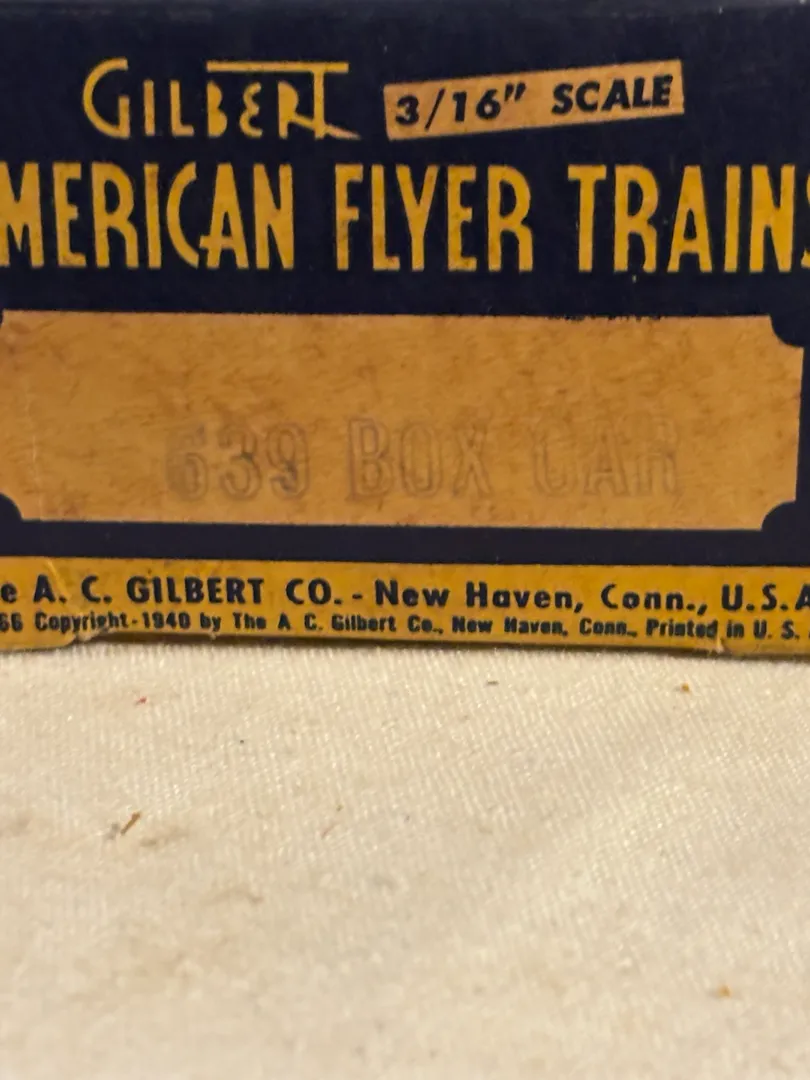 GILBERT 3/16" SCALE
MERICAN FLYER TRAINS
639 BOX CAR
e A. C. GILBERT CO. - New Haven, Conn., U.S.A
66 Copyright-1940 by The A C. Gilbert Co., New Haven, Conn., Printed in U. S.